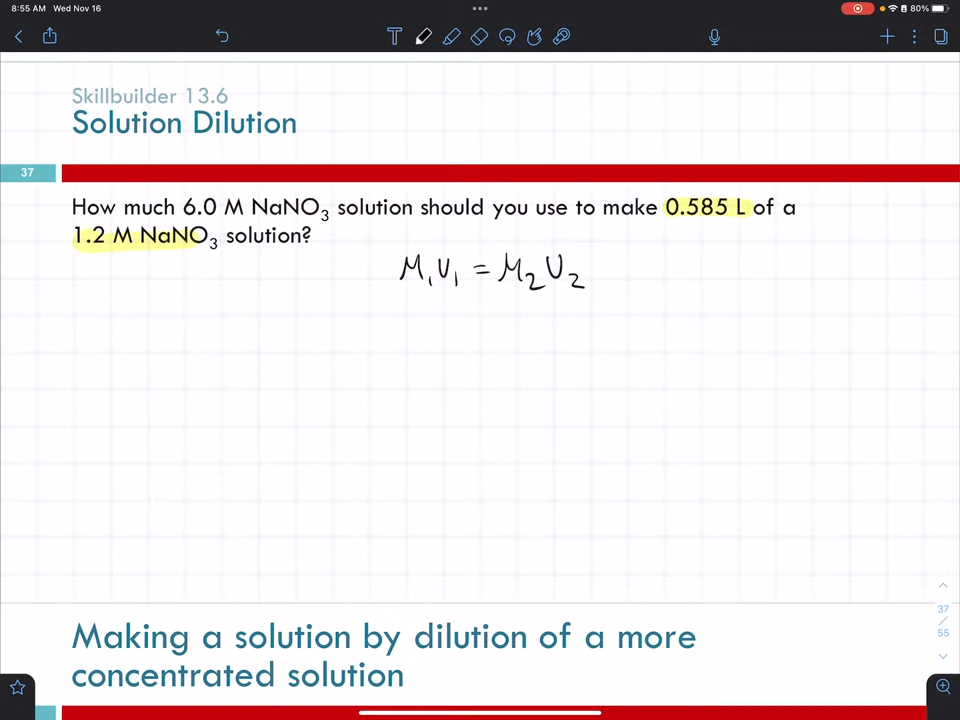 8:55 AM Wed Nov 16
80%
Skillbuilder 13.6
Solution Dilution
37
How much 6.0 M NaNO₃ solution should you use to make 0.585 L of a
1.2 M NaNO₃ solution?
M₁V₁ = M₂V₂
37
/
55
Making a solution by dilution of a more
concentrated solution